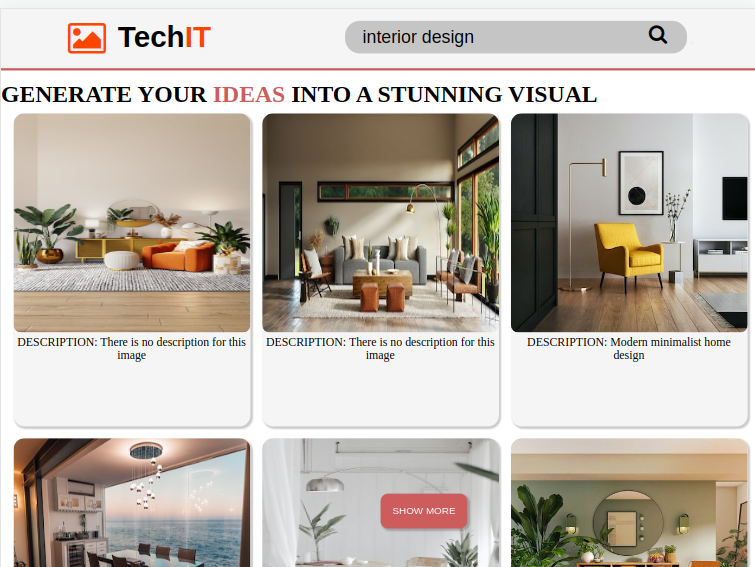 TechIT
interior design
GENERATE YOUR IDEAS INTO A STUNNING VISUAL
DESCRIPTION: There is no description for this
image
DESCRIPTION: There is no description for this
image
DESCRIPTION: Modern minimalist home
design
SHOW MORE